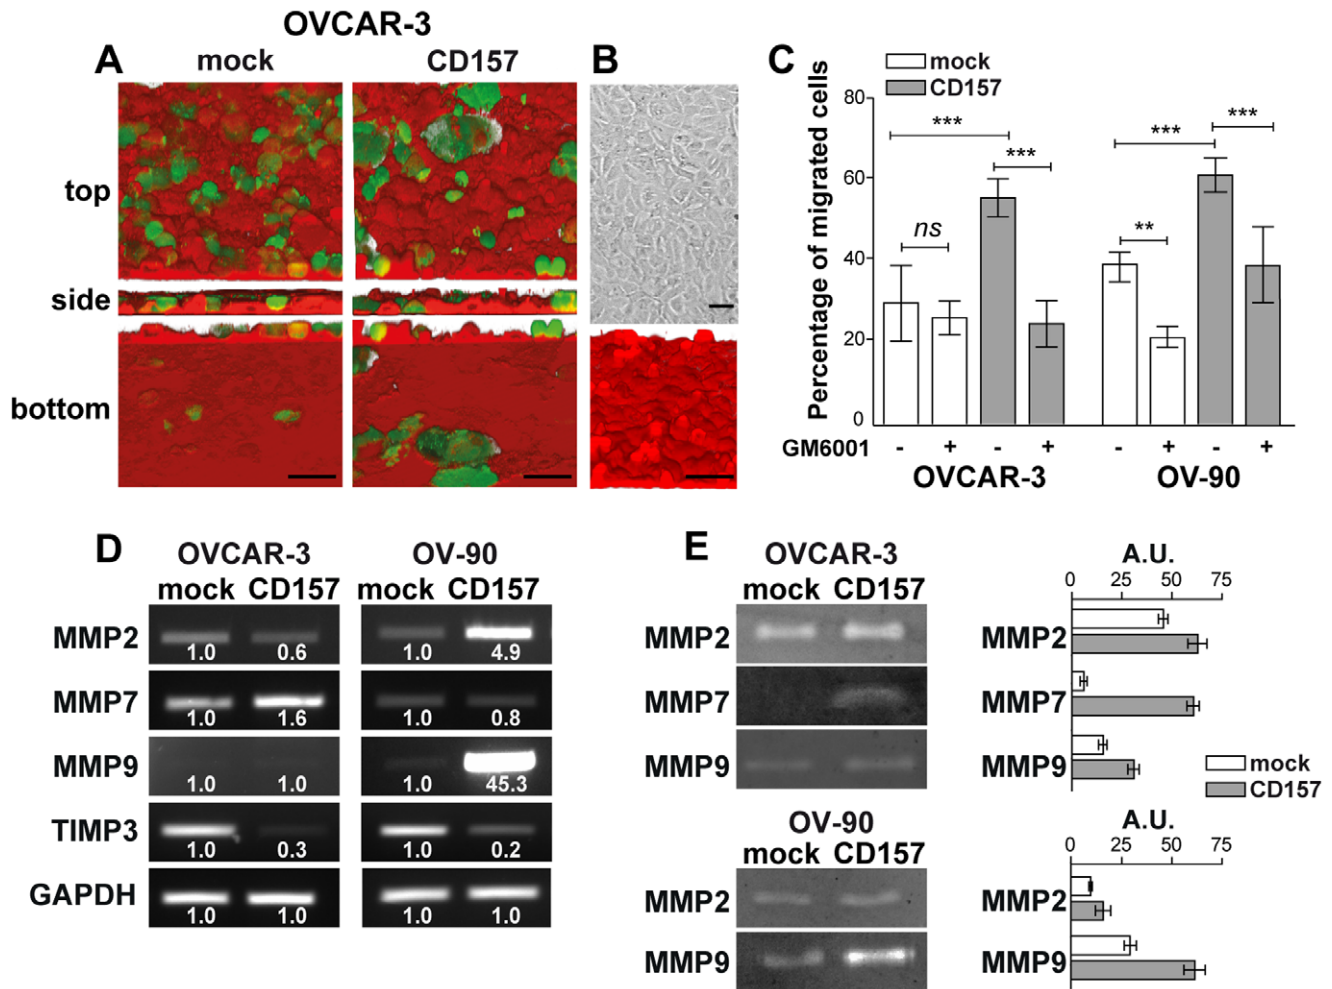 OVCAR-3
A mock CD157
top
side
bottom
B
C
mock
CD157
Percentage of migrated cells
80
60
40
20
0
*** *** *** ***
ns **
GM6001 - + - + - + - +
OVCAR-3 OV-90
D
OVCAR-3 OV-90
mock CD157 mock CD157
MMP2 1.0 0.6 1.0 4.9
MMP7 1.0 1.6 1.0 0.8
MMP9 1.0 1.0 1.0 45.3
TIMP3 1.0 0.3 1.0 0.2
GAPDH 1.0 1.0 1.0 1.0
E
OVCAR-3
mock CD157
MMP2
MMP7
MMP9
A.U.
0 25 50 75
MMP2
MMP7
MMP9
mock
CD157
OV-90
mock CD157
MMP2
MMP9
A.U.
0 25 50 75
MMP2
MMP9